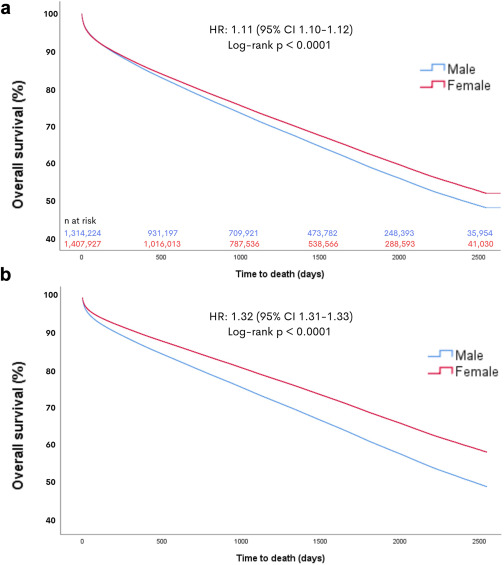 a
HR: 1.11 (95% CI 1.10-1.12)
Log-rank p < 0.0001
Male
Female
Overall survival (%)
100
90
80
70
60
50
40
n at risk
1,314,224 931,197 709,921 473,782 248,393 35,954
1,407,927 1,016,013 787,536 538,566 288,593 41,030
0 500 1000 1500 2000 2500
Time to death (days)
b
HR: 1.32 (95% CI 1.31-1.33)
Log-rank p < 0.0001
Male
Female
Overall survival (%)
100
90
80
70
60
50
40
0 500 1000 1500 2000 2500
Time to death (days)